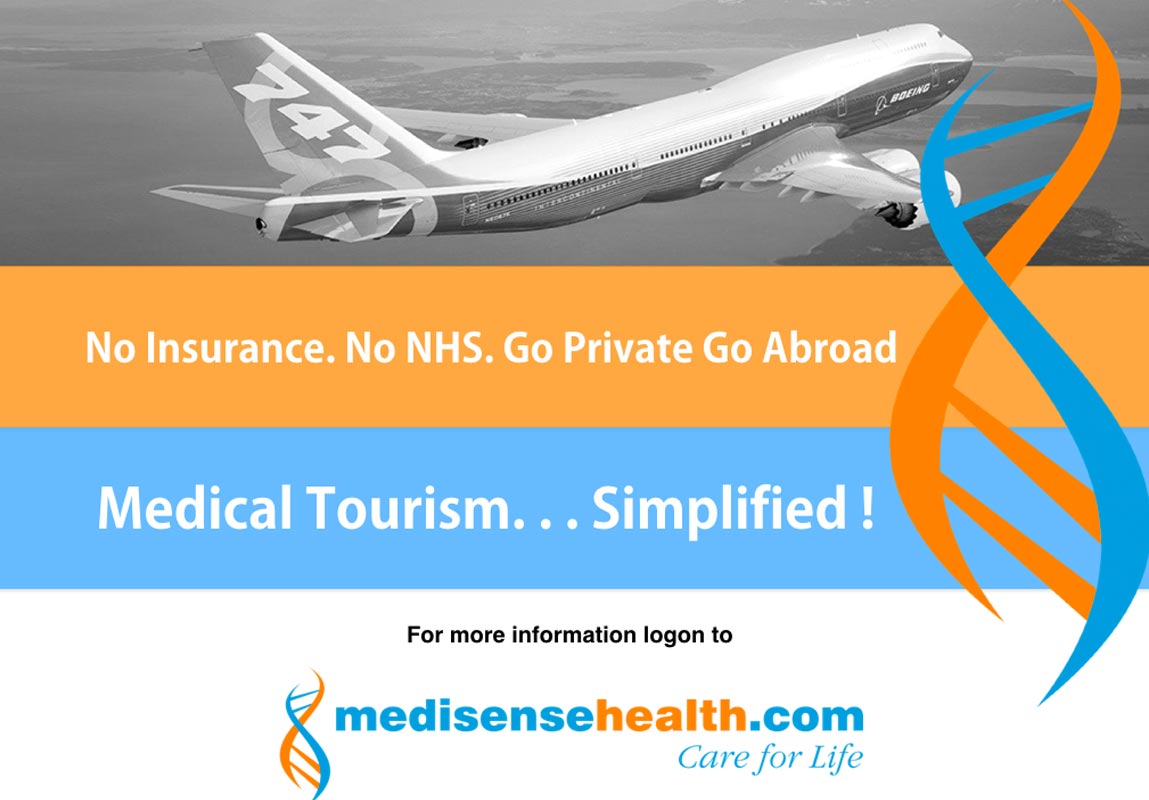 747
BOEING
INTERCONTINENTAL
No Insurance. No NHS. Go Private Go Abroad
Medical Tourism. . . Simplified !
For more information logon to
medisensehealth.com
Care for Life